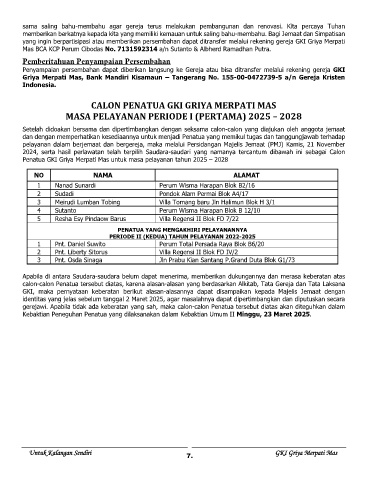 sama saling bahu-membahu agar gereja terus melakukan pembangunan dan renovasi. Kita percaya Tuhan
memberikan berkatnya kepada kita yang memiliki kemauan untuk saling bahu-membahu. Bagi Jemaat dan Simpatisan
yang ingin berpartisipasi atau memberikan persembahan dapat ditransfer melalui rekening gereja GKI Griya Merpati
Mas BCA KCP Perum Cibodas No. 7131592314 a/n Sutanto & Albherd Ramadhan Putra.
Pemberitahuan Penyampaian Persembahan
Penyampaian persembahan dapat diberikan langsung ke Gereja atau bisa ditransfer melalui rekening gereja GKI
Griya Merpati Mas, Bank Mandiri Kisamaun – Tangerang No. 155-00-0472739-5 a/n Gereja Kristen
Indonesia.
CALON PENATUA GKI GRIYA MERPATI MAS
MASA PELAYANAN PERIODE I (PERTAMA) 2025 – 2028
Setelah didoakan bersama dan dipertimbangkan dengan seksama calon-calon yang diajukan oleh anggota jemaat
dan dengan memperhatikan kesediaannya untuk menjadi Penatua yang memikul tugas dan tanggungjawab terhadap
pelayanan dalam berjemaat dan bergereja, maka melalui Persidangan Majelis Jemaat (PMJ) Kamis, 21 November
2024, serta hasil perlawatan telah terpilih Saudara-saudari yang namanya tercantum dibawah ini sebagai Calon
Penatua GKI Griya Merpati Mas untuk masa pelayanan tahun 2025 – 2028
NO NAMA ALAMAT
1 Nanad Sunardi Perum Wisma Harapan Blok B2/16
2 Sudadi Pondok Alam Permai Blok A4/17
3 Meirudi Lumban Tobing Villa Tomang baru Jln Halimun Blok H 3/1
4 Sutanto Perum Wisma Harapan Blok B 12/10
5 Resha Esy Pindaow Barus Villa Regensi II Blok FD 7/22
PENATUA YANG MENGAKHIRI PELAYANANNYA
PERIODE II (KEDUA) TAHUN PELAYANAN 2022-2025
1 Pnt. Daniel Suwito Perum Total Persada Raya Blok B6/20
2 Pnt. Liberty Sitorus Villa Regensi II Blok FD IV/2
3 Pnt. Osda Sinaga Jln Prabu Kian Santang P.Grand Duta Blok G1/73
Apabila di antara Saudara-saudara belum dapat menerima, memberikan dukungannya dan merasa keberatan atas
calon-calon Penatua tersebut diatas, karena alasan-alasan yang berdasarkan Alkitab, Tata Gereja dan Tata Laksana
GKI, maka pernyataan keberatan berikut alasan-alasannya dapat disampaikan kepada Majelis Jemaat dengan
identitas yang jelas sebelum tanggal 2 Maret 2025, agar masalahnya dapat dipertimbangkan dan diputuskan secara
gerejawi. Apabila tidak ada keberatan yang sah, maka calon-calon Penatua tersebut diatas akan diteguhkan dalam
Kebaktian Peneguhan Penatua yang dilaksanakan dalam Kebaktian Umum II Minggu, 23 Maret 2025.
Untuk Kalangan Sendiri 7. GKI Griya Merpati Mas